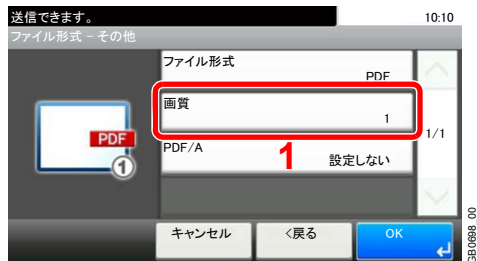 送信できます。 10:10
ファイル形式 - その他
ファイル形式
PDF
画質
1
PDF/A
設定しない
1
PDF
1
1/1
キャンセル <戻る OK
GB0698_00